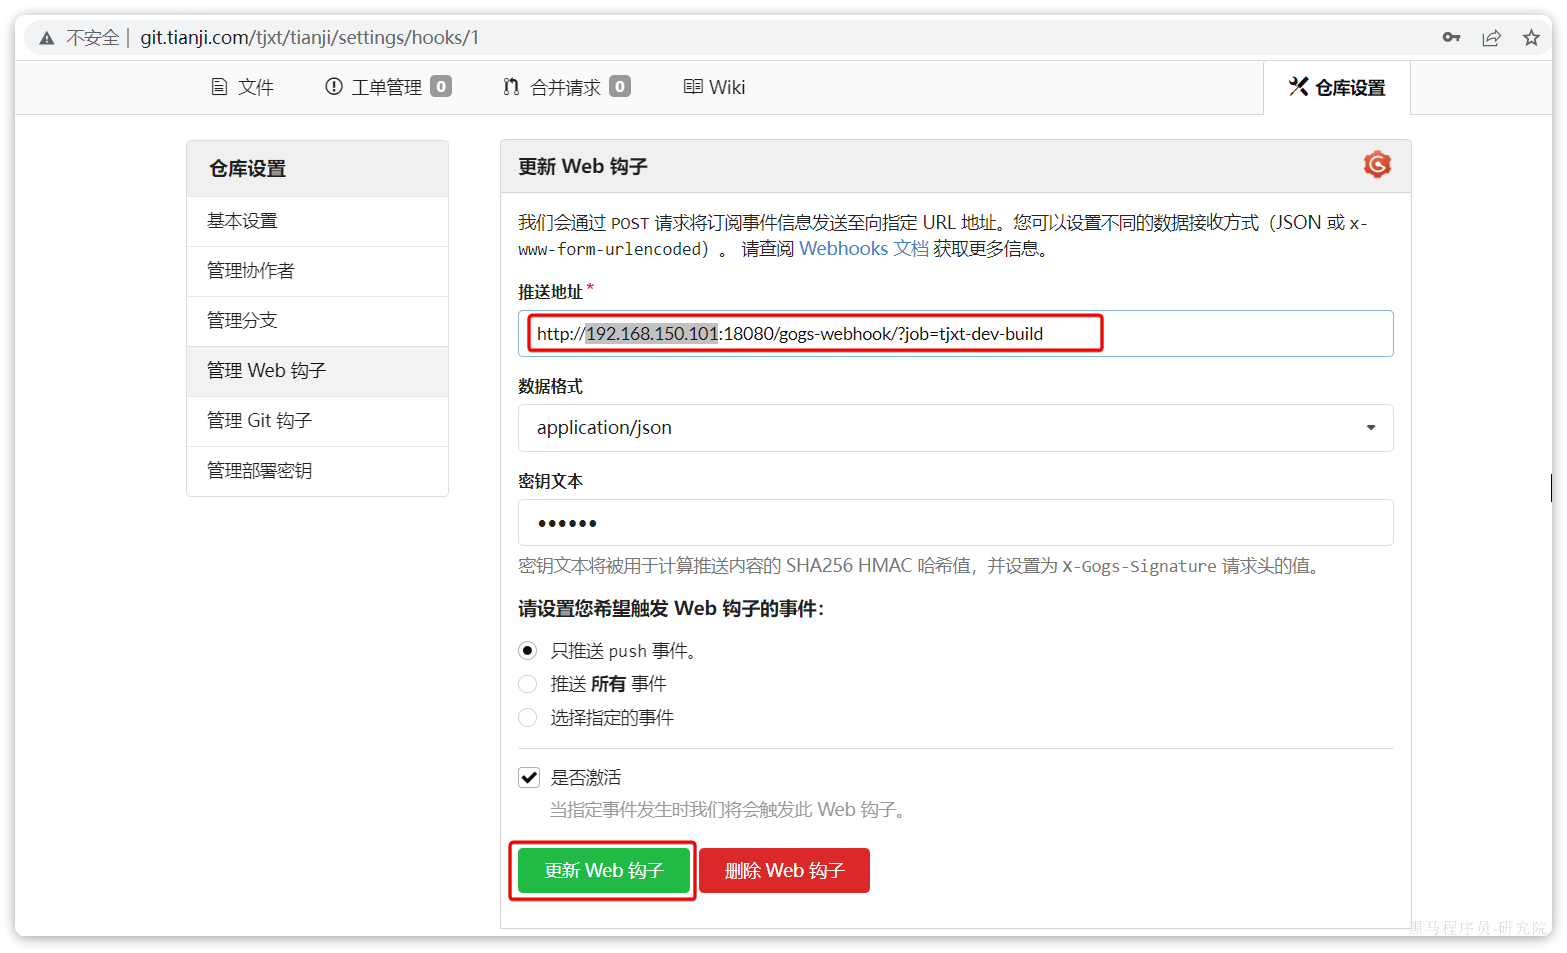 不安全 | git.tianji.com/tjxt/tianji/settings/hooks/1
文件 工单管理 0 合并请求 0 Wiki 仓库设置
仓库设置
基本设置
管理协作者
管理分支
管理 Web 钩子
管理 Git 钩子
管理部署密钥
更新 Web 钩子
我们会通过 POST 请求将订阅事件信息发送至向指定 URL 地址。您可以设置不同的数据接收方式（JSON 或 x-
www-form-urlencoded）。 请查阅 Webhooks 文档 获取更多信息。
推送地址*
http://192.168.150.101:18080/gogs-webhook/?job=tjxt-dev-build
数据格式
application/json
密钥文本
••••••
密钥文本将被用于计算推送内容的 SHA256 HMAC 哈希值，并设置为 X-Gogs-Signature 请求头的值。
请设置您希望触发 Web 钩子的事件：
只推送 push 事件。
推送 所有 事件
选择指定的事件
是否激活
当指定事件发生时我们将会触发此 Web 钩子。
更新 Web 钩子 删除 Web 钩子
黑马程序员-研究院